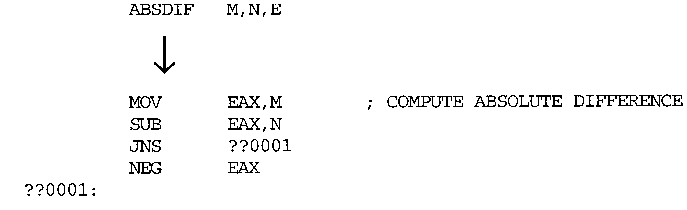 ABSDIF M,N,E
MOV EAX,M ; COMPUTE ABSOLUTE DIFFERENCE
SUB EAX,N
JNS ??0001
NEG EAX
??0001: